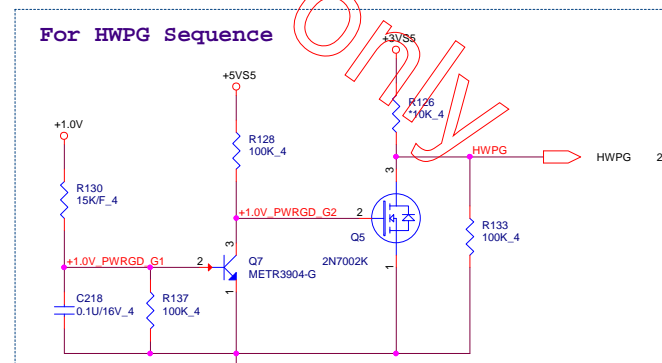 For HWPG Sequence
only
+3VS5
+5VS5
+1.0V
R126
*10K_4
R128
100K_4
HWPG
HWPG
2
3
R130
15K/F_4
R133
100K_4
+1.0V_PWRGD_G2
2
Q5
3
+1.0V_PWRGD_G1
2
Q7
METR3904-G
2N7002K
1
1
C218
0.1U/16V_4
R137
100K_4